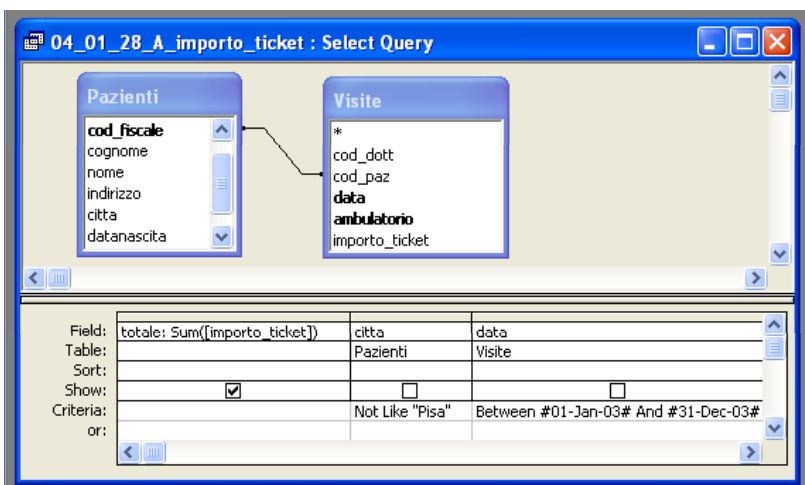 04_01_28_A_importo_ticket : Select Query
Pazienti
cod_fiscale
cognome
nome
indirizzo
citta
datanascita
Visite
*
cod_dott
cod_paz
data
ambulatorio
importo_ticket
Field: totale: Sum([importo_ticket]) citta data
Table: Pazienti Visite
Sort:
Show:
Criteria: Not Like "Pisa" Between #01-Jan-03# And #31-Dec-03#
or: